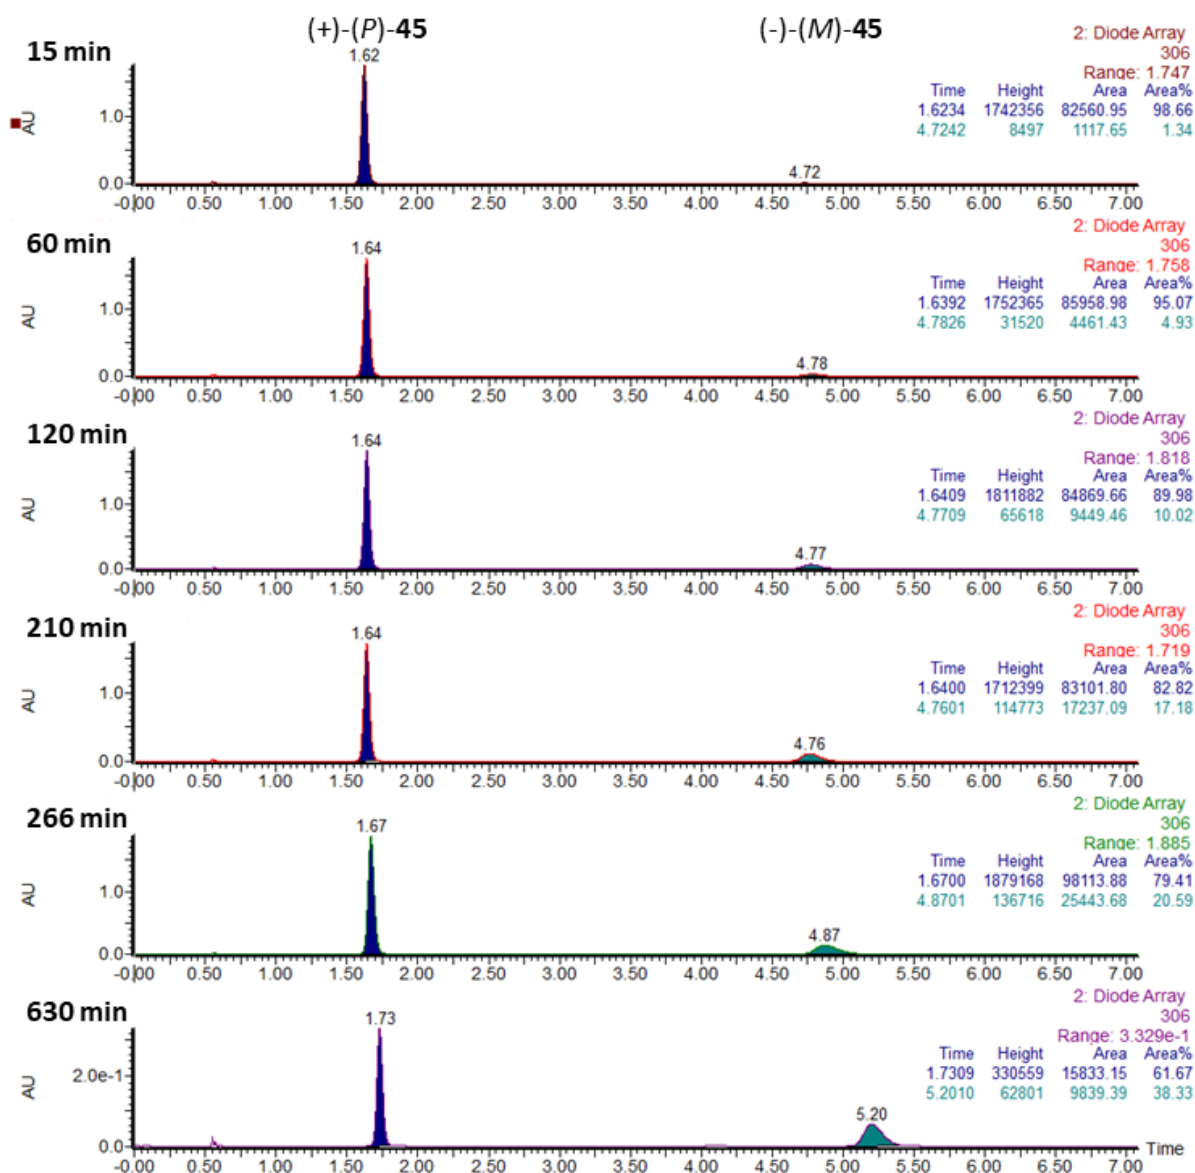 (+)-(P)-45 (-)-(M)-45
15 min
2: Diode Array
306
Range: 1.747
Time Height Area Area%
1.6234 1742356 82560.95 98.66
4.7242 8497 1117.65 1.34
1.62
4.72
AU
1.0
0.0
-0.00 0.50 1.00 1.50 2.00 2.50 3.00 3.50 4.00 4.50 5.00 5.50 6.00 6.50 7.00
60 min
2: Diode Array
306
Range: 1.758
Time Height Area Area%
1.6392 1752365 85958.98 95.07
4.7826 31520 4461.43 4.93
1.64
4.78
AU
1.0
0.0
-0.00 0.50 1.00 1.50 2.00 2.50 3.00 3.50 4.00 4.50 5.00 5.50 6.00 6.50 7.00
120 min
2: Diode Array
306
Range: 1.818
Time Height Area Area%
1.6409 1811882 84869.66 89.98
4.7709 65618 9449.46 10.02
1.64
4.77
AU
1.0
0.0
-0.00 0.50 1.00 1.50 2.00 2.50 3.00 3.50 4.00 4.50 5.00 5.50 6.00 6.50 7.00
210 min
2: Diode Array
306
Range: 1.719
Time Height Area Area%
1.6400 1712399 83101.80 82.82
4.7601 114773 17237.09 17.18
1.64
4.76
AU
1.0
0.0
-0.00 0.50 1.00 1.50 2.00 2.50 3.00 3.50 4.00 4.50 5.00 5.50 6.00 6.50 7.00
266 min
2: Diode Array
306
Range: 1.885
Time Height Area Area%
1.6700 1879168 98113.88 79.41
4.8701 136716 25443.68 20.59
1.67
4.87
AU
1.0
0.0
-0.00 0.50 1.00 1.50 2.00 2.50 3.00 3.50 4.00 4.50 5.00 5.50 6.00 6.50 7.00
630 min
2: Diode Array
306
Range: 3.329e-1
Time Height Area Area%
1.7309 330559 15833.15 61.67
5.2010 62801 9839.39 38.33
1.73
5.20
AU
2.0e-1
0.0
Time
-0.00 0.50 1.00 1.50 2.00 2.50 3.00 3.50 4.00 4.50 5.00 5.50 6.00 6.50 7.00